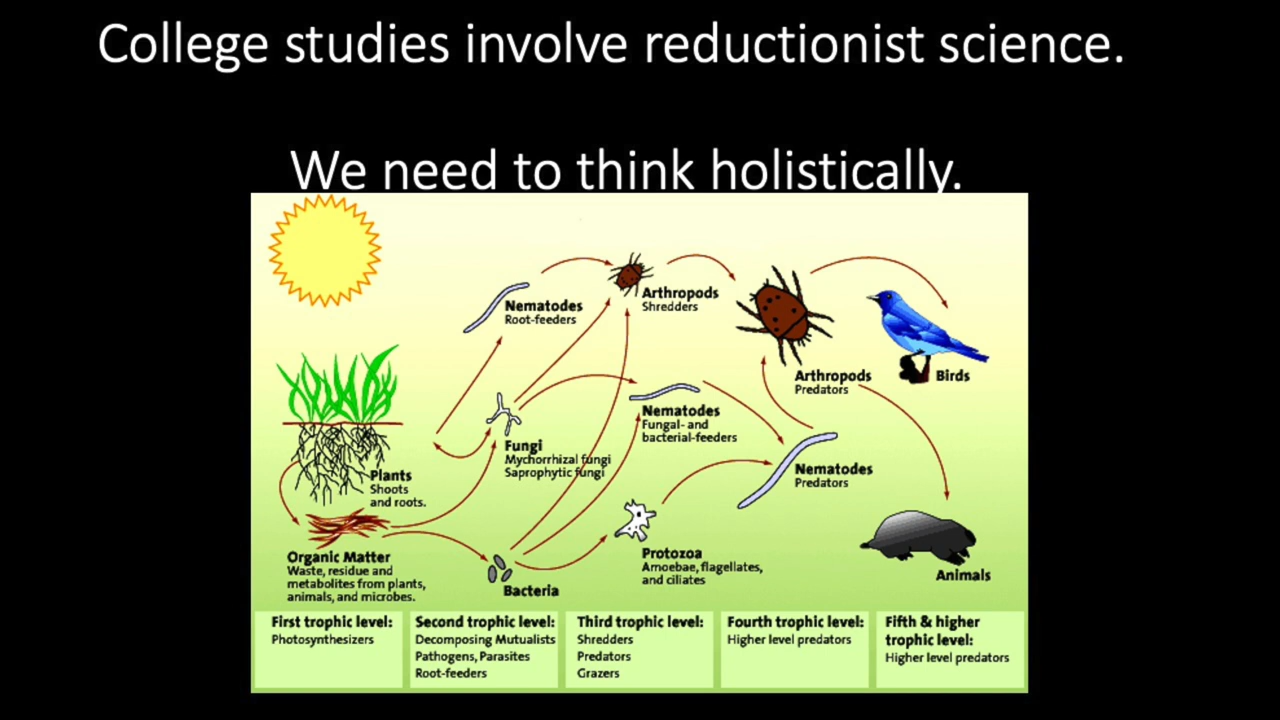 College studies involve reductionist science.
We need to think holistically.
Nematodes
Root-feeders
Arthropods
Shredders
Arthropods
Predators
Birds
Nematodes
Fungal- and
bacterial-feeders
Fungi
Mychorrhizal fungi
Saprophytic fungi
Plants
Shoots
and roots.
Nematodes
Predators
Organic Matter
Waste, residue and
metabolites from plants,
animals, and microbes.
Bacteria
Protozoa
Amoebae, flagellates,
and ciliates
Animals
First trophic level:
Photosynthesizers
Second trophic level:
Decomposing Mutualists
Pathogens, Parasites
Root-feeders
Third trophic level:
Shredders
Predators
Grazers
Fourth trophic level:
Higher level predators
Fifth & higher
trophic level:
Higher level predators